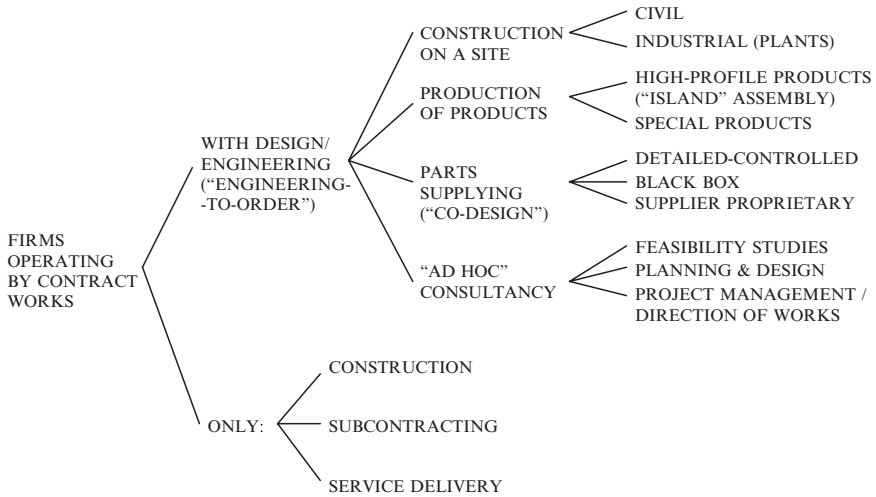 FIRMS
OPERATING
BY CONTRACT
WORKS
WITH DESIGN/
ENGINEERING
(“ENGINEERING-
-TO-ORDER”)
CONSTRUCTION
ON A SITE
CIVIL
INDUSTRIAL (PLANTS)
PRODUCTION
OF PRODUCTS
HIGH-PROFILE PRODUCTS
(“ISLAND” ASSEMBLY)
SPECIAL PRODUCTS
PARTS
SUPPLYING
(“CO-DESIGN”)
DETAILED-CONTROLLED
BLACK BOX
SUPPLIER PROPRIETARY
“AD HOC”
CONSULTANCY
FEASIBILITY STUDIES
PLANNING & DESIGN
PROJECT MANAGEMENT /
DIRECTION OF WORKS
ONLY:
CONSTRUCTION
SUBCONTRACTING
SERVICE DELIVERY